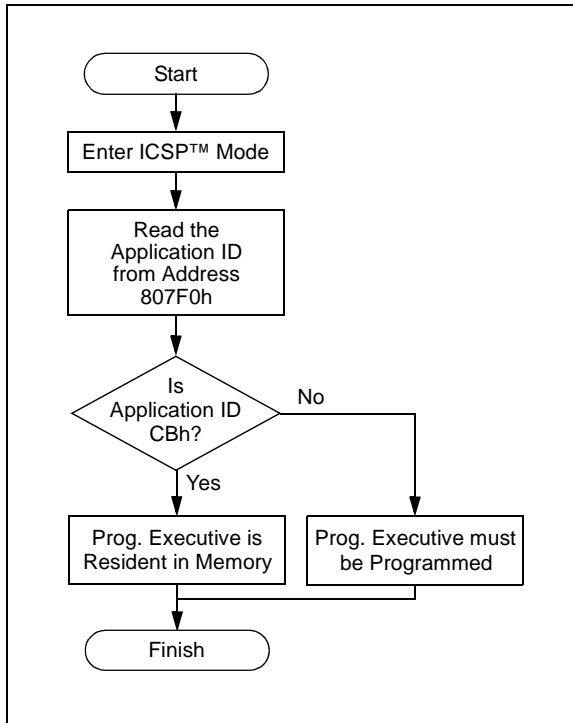 Start
Enter ICSP™ Mode
Read the
Application ID
from Address
807F0h
Is
Application ID
CBh?
No
Yes
Prog. Executive is
Resident in Memory
Prog. Executive must
be Programmed
Finish